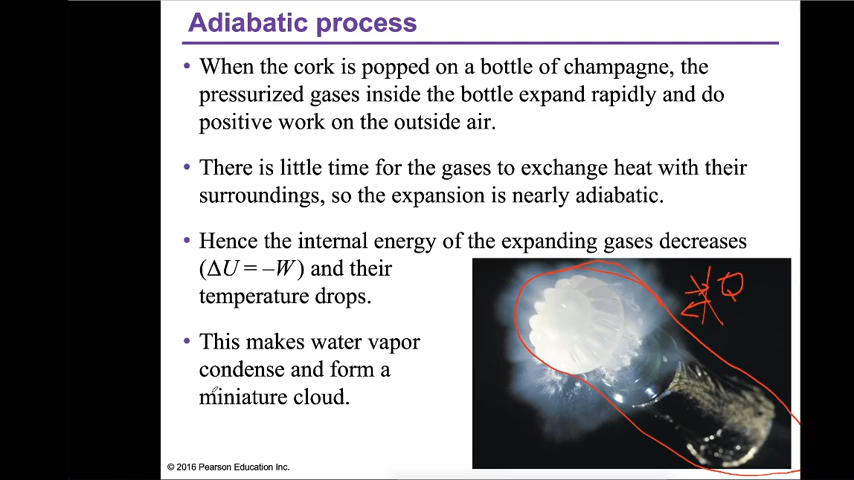 Adiabatic process
• When the cork is popped on a bottle of champagne, the
pressurized gases inside the bottle expand rapidly and do
positive work on the outside air.
• There is little time for the gases to exchange heat with their
surroundings, so the expansion is nearly adiabatic.
• Hence the internal energy of the expanding gases decreases
(ΔU = –W) and their
temperature drops.
Q
• This makes water vapor
condense and form a
miniature cloud.
© 2016 Pearson Education Inc.